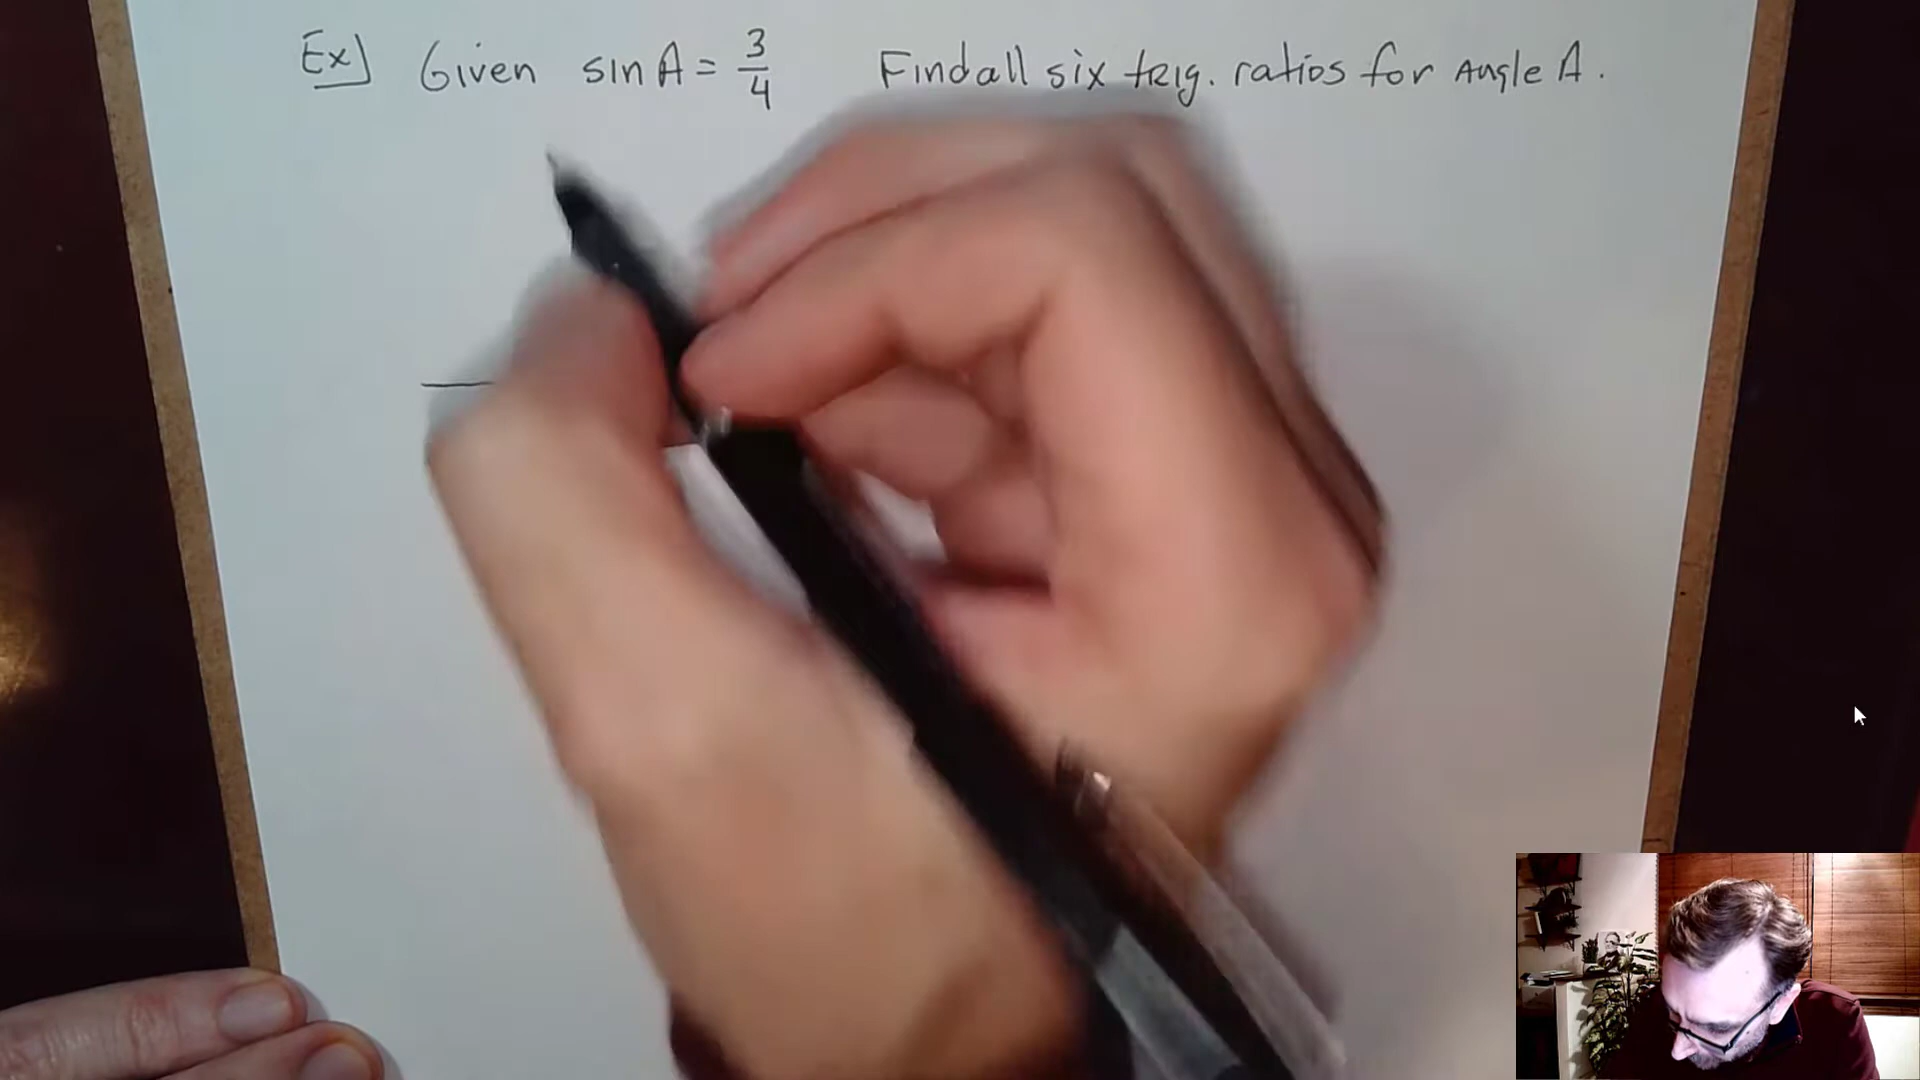 Ex] Given sin A = 3/4 Find all six trig. ratios for Angle A.